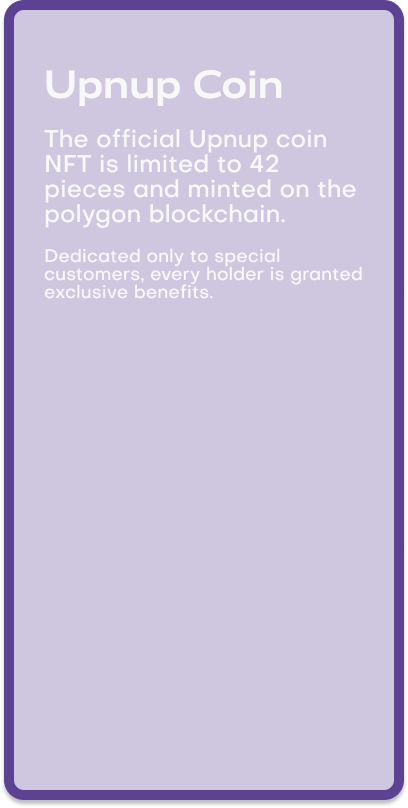 Upnup Coin
The official Upnup coin
NFT is limited to 42
pieces and minted on the
polygon blockchain.
Dedicated only to special
customers, every holder is granted
exclusive benefits.